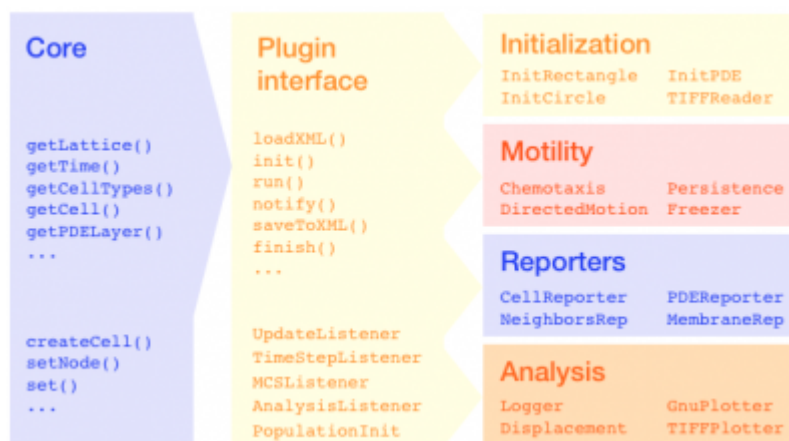 Core
getLattice()
getTime()
getCellTypes()
getCell()
getPDELayer()
...
createCell()
setNode()
set()
...
Plugin
interface
loadXML()
init()
run()
notify()
saveToXML()
finish()
...
UpdateListener
TimeStepListener
MCSListener
AnalysisListener
PopulationInit
Initialization
InitRectangle InitPDE
InitCircle TIFFReader
Motility
Chemotaxis Persistence
DirectedMotion Freezer
Reporters
CellReporter PDEReporter
NeighborsRep MembraneRep
Analysis
Logger GnuPlotter
Displacement TIFFPlotter